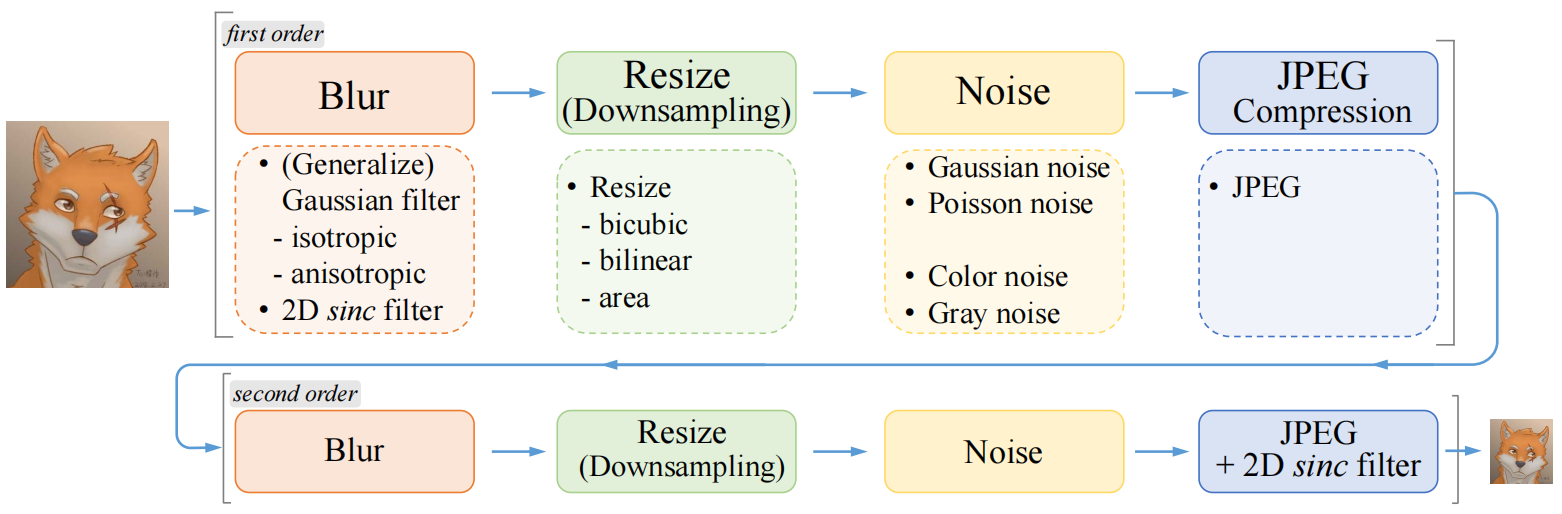 first order
Blur
Resize
(Downsampling)
Noise
JPEG
Compression
• (Generalize)
Gaussian filter
- isotropic
- anisotropic
• 2D sinc filter
• Resize
- bicubic
- bilinear
- area
• Gaussian noise
• Poisson noise
• Color noise
• Gray noise
• JPEG
second order
Blur
Resize
(Downsampling)
Noise
JPEG
+ 2D sinc filter